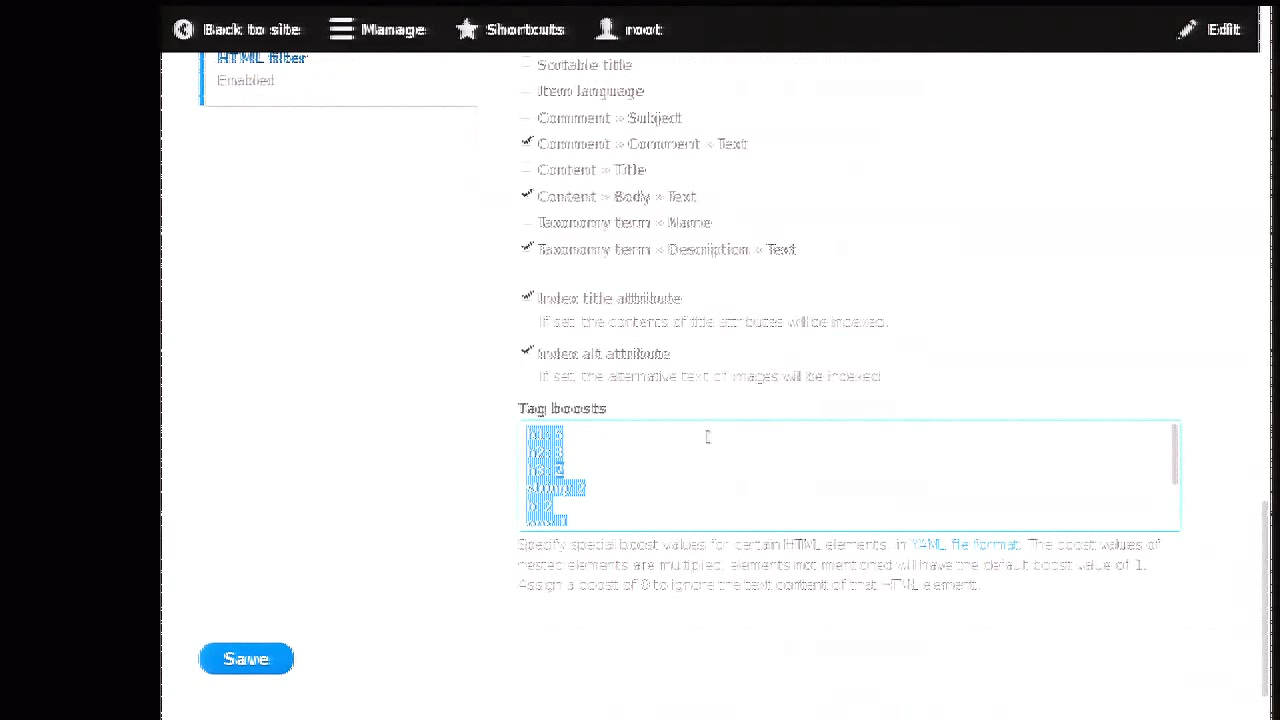 Back to site Manage Shortcuts root Edit
HTML filter
Enabled
Sortable title
Item language
Comment » Subject
Comment » Comment » Text
Content » Title
Content » Body » Text
Taxonomy term » Name
Taxonomy term » Description » Text
Index title attribute
If set, the contents of title attributes will be indexed.
Index alt attribute
If set, the alternative text of images will be indexed.
Tag boosts
Specify special boost values for certain HTML elements, in YAML file format. The boost values of
nested elements are multiplied, elements not mentioned will have the default boost value of 1.
Assign a boost of 0 to ignore the text content of that HTML element.
Save